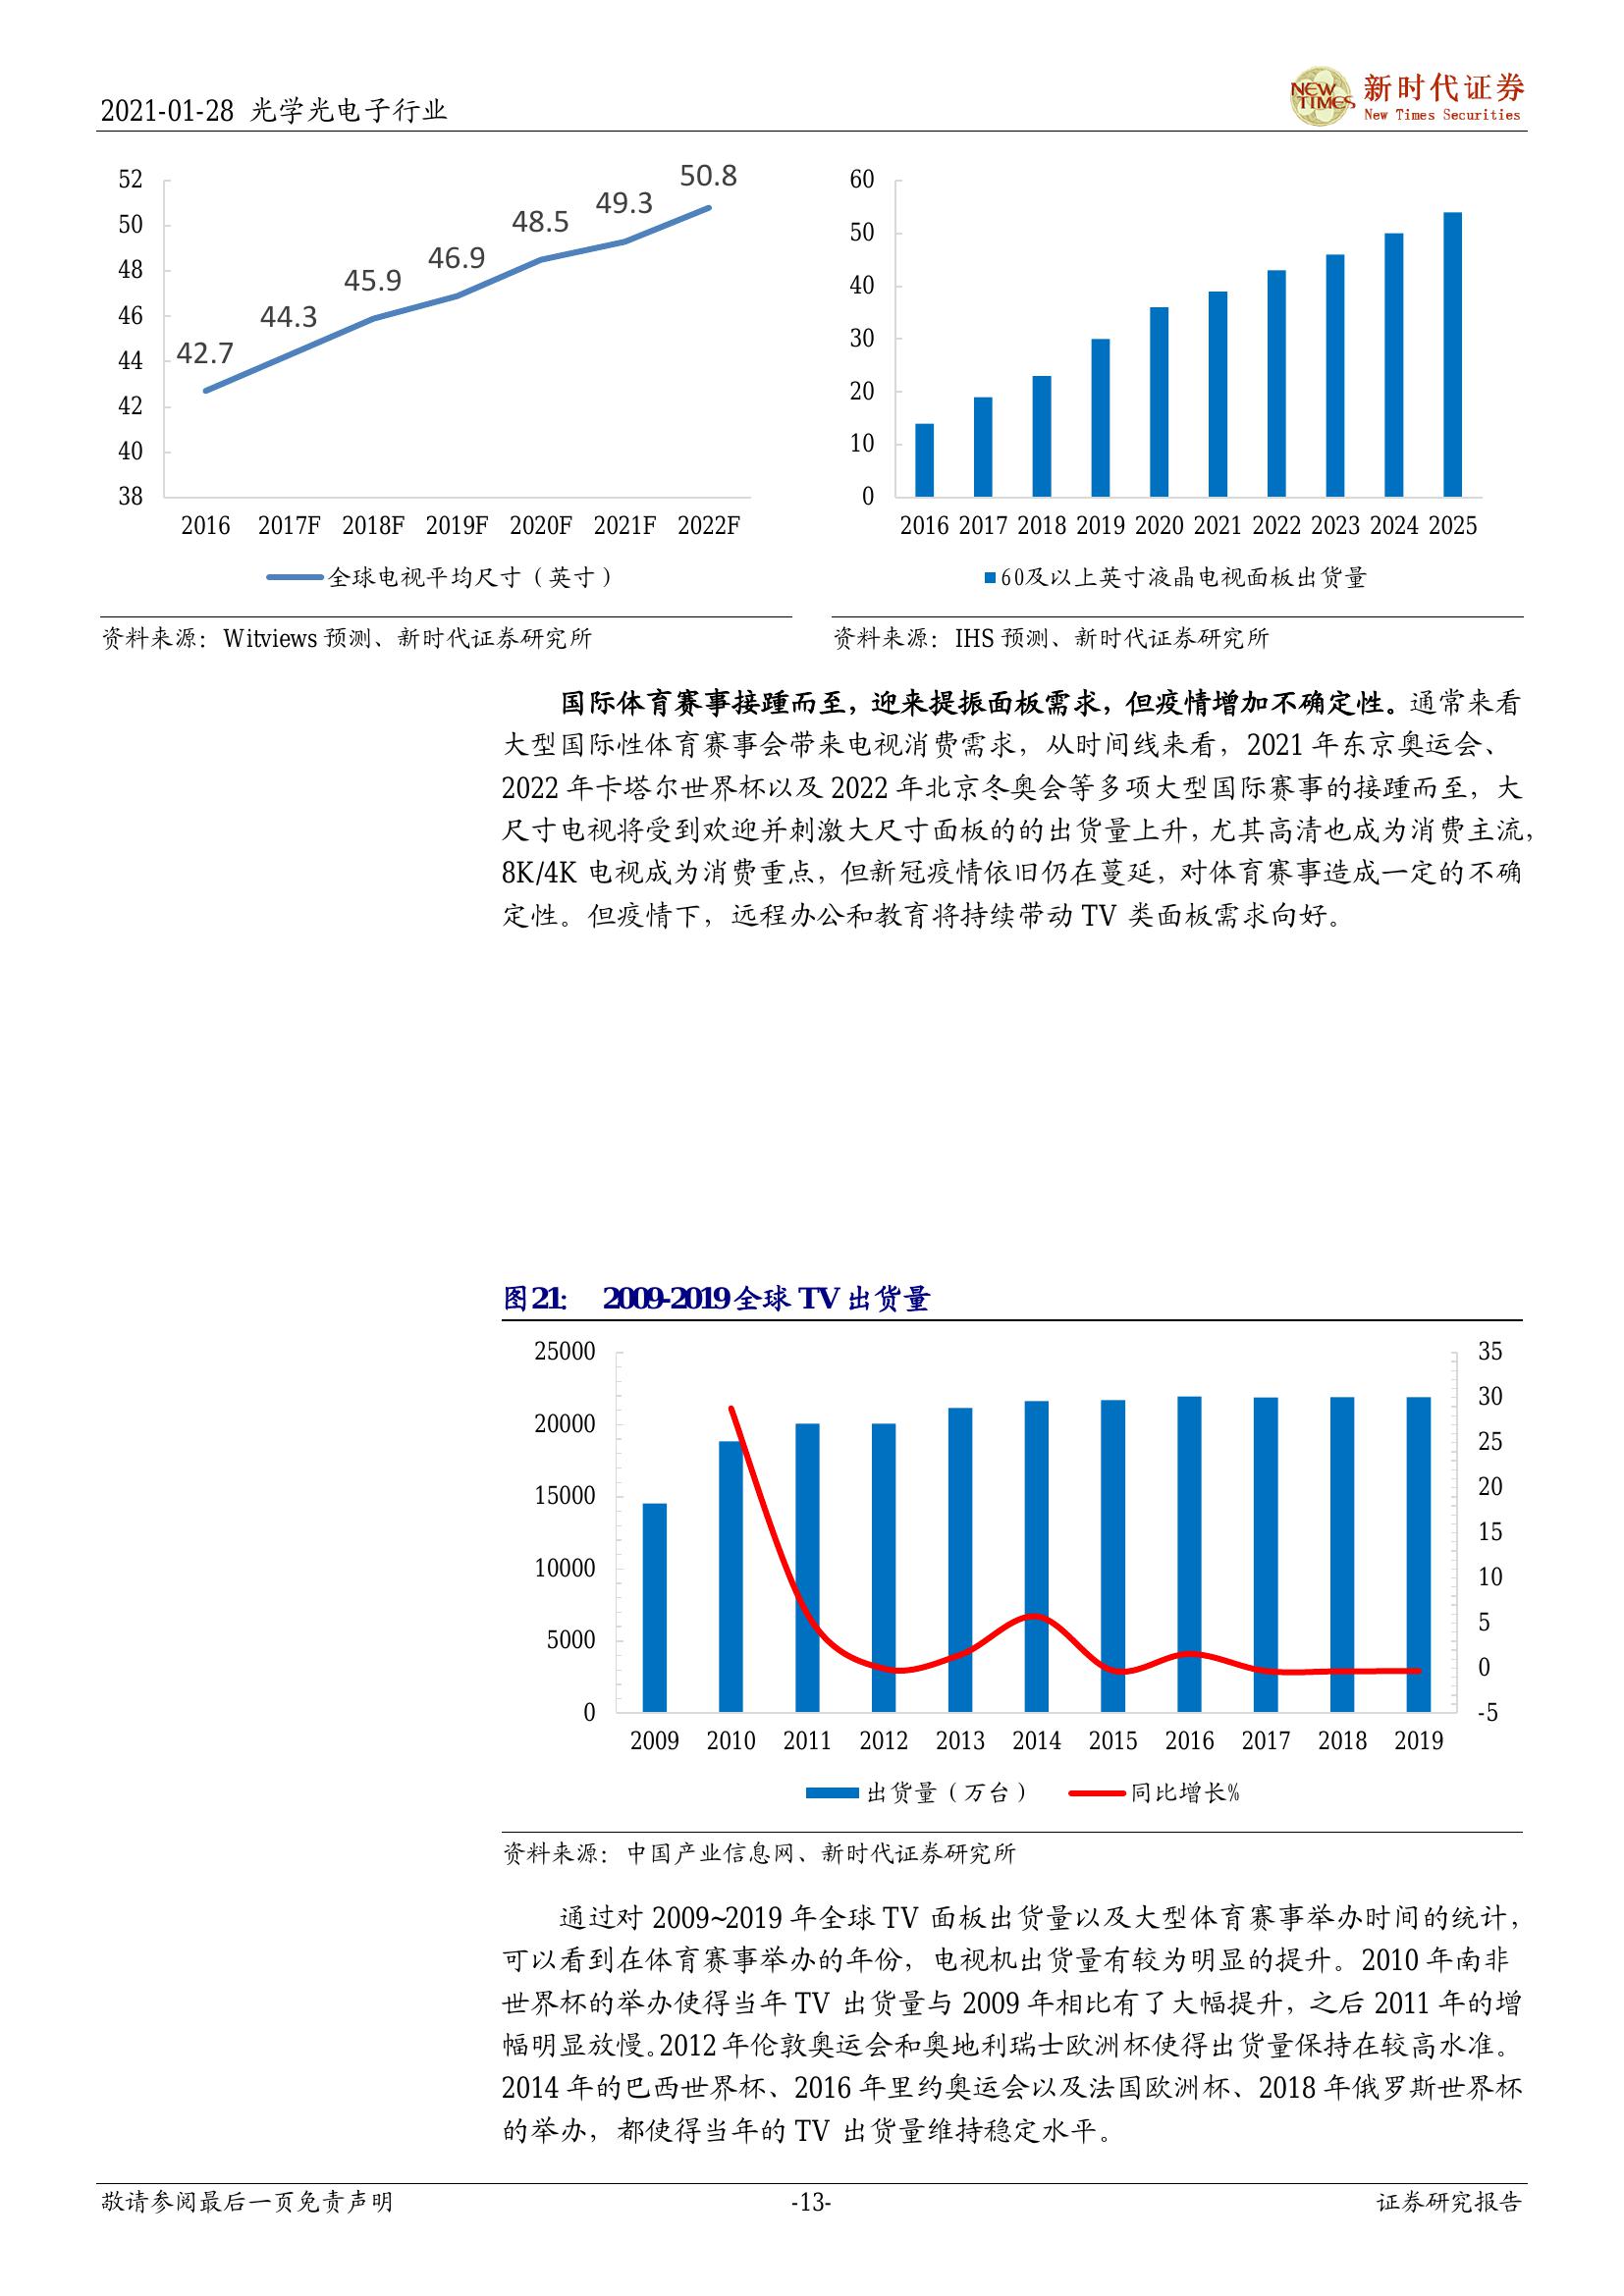 2021-01-28 光学光电子行业
NEW TIMES
新时代证券
New Times Securities
52
50
48
46
44
42
40
38
42.7
44.3
45.9
46.9
48.5
49.3
50.8
2016 2017F 2018F 2019F 2020F 2021F 2022F
全球电视平均尺寸（英寸）
60
50
40
30
20
10
0
2016 2017 2018 2019 2020 2021 2022 2023 2024 2025
60及以上英寸液晶电视面板出货量
资料来源：Witviews 预测、新时代证券研究所
资料来源：IHS 预测、新时代证券研究所
国际体育赛事接踵而至，迎来提振面板需求，但疫情增加不确定性。通常来看
大型国际性体育赛事会带来电视消费需求，从时间线来看，2021 年东京奥运会、
2022 年卡塔尔世界杯以及 2022 年北京冬奥会等多项大型国际赛事的接踵而至，大
尺寸电视将受到欢迎并刺激大尺寸面板的的出货量上升，尤其高清也成为消费主流，
8K/4K 电视成为消费重点，但新冠疫情依旧仍在蔓延，对体育赛事造成一定的不确
定性。但疫情下，远程办公和教育将持续带动 TV 类面板需求向好。
图 21： 2009-2019 全球 TV 出货量
25000
20000
15000
10000
5000
0
35
30
25
20
15
10
5
0
-5
2009 2010 2011 2012 2013 2014 2015 2016 2017 2018 2019
出货量（万台） 同比增长%
资料来源：中国产业信息网、新时代证券研究所
通过对 2009~2019 年全球 TV 面板出货量以及大型体育赛事举办时间的统计，
可以看到在体育赛事举办的年份，电视机出货量有较为明显的提升。2010 年南非
世界杯的举办使得当年 TV 出货量与 2009 年相比有了大幅提升，之后 2011 年的增
幅明显放慢。2012 年伦敦奥运会和奥地利瑞士欧洲杯使得出货量保持在较高水准。
2014 年的巴西世界杯、2016 年里约奥运会以及法国欧洲杯、2018 年俄罗斯世界杯
的举办，都使得当年的 TV 出货量维持稳定水平。
敬请参阅最后一页免责声明
-13-
证券研究报告